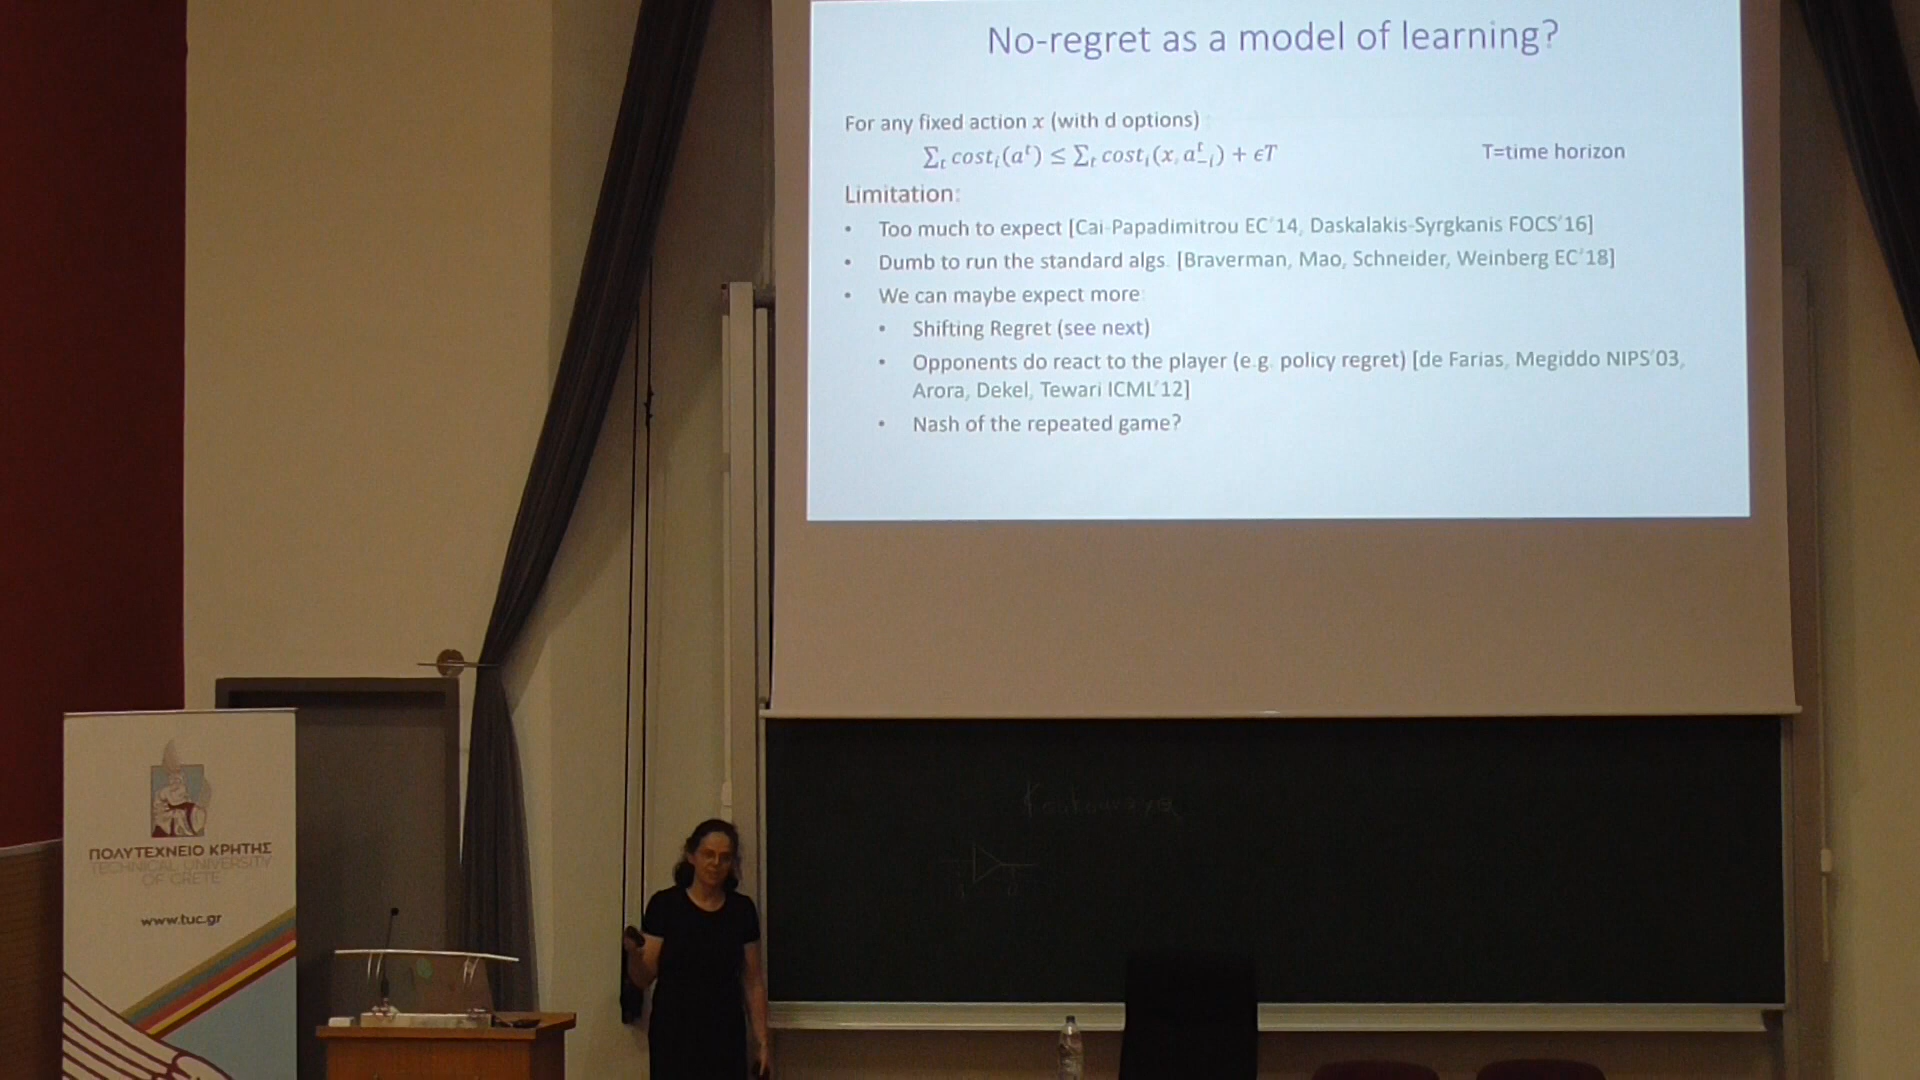 No-regret as a model of learning?
For any fixed action x (with d options)
∑ₜ costᵢ(aᵗ) ≤ ∑ₜ costᵢ(x, aᵗ₋ᵢ) + ϵT
T=time horizon
Limitation:
• Too much to expect [Cai-Papadimitrou EC'14, Daskalakis-Syrgkanis FOCS'16]
• Dumb to run the standard algs. [Braverman, Mao, Schneider, Weinberg EC'18]
• We can maybe expect more:
• Shifting Regret (see next)
• Opponents do react to the player (e.g. policy regret) [de Farias, Megiddo NIPS'03,
Arora, Dekel, Tewari ICML'12]
• Nash of the repeated game?
ΠΟΛΥΤΕΧΝΕΙΟ ΚΡΗΤΗΣ
TECHNICAL UNIVERSITY
OF CRETE
www.tuc.gr